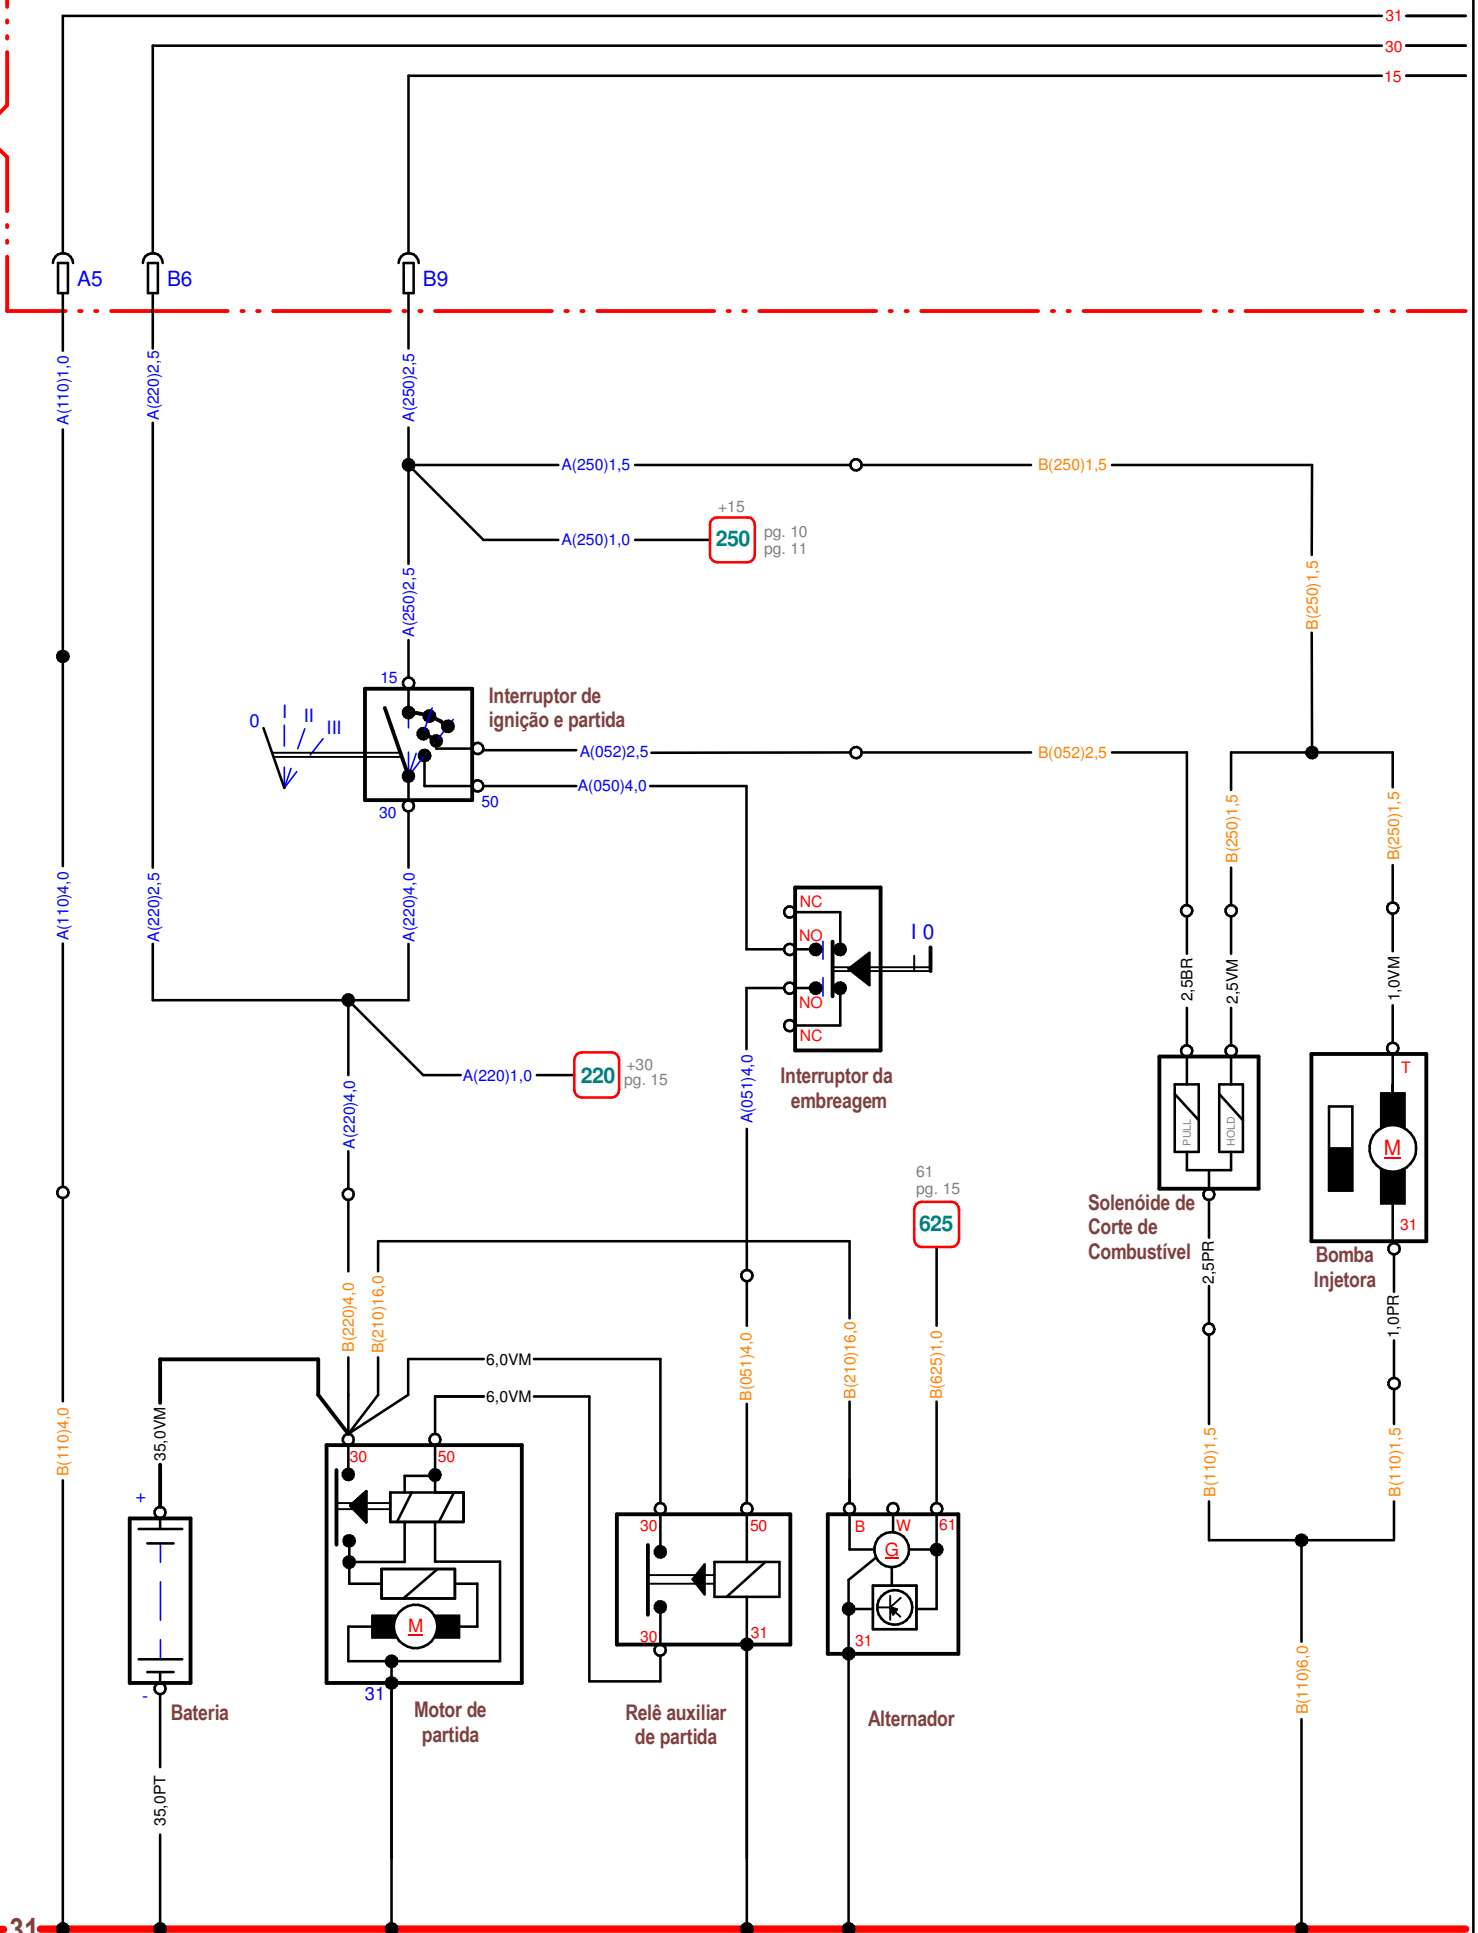 31
30
15
A5
B6
B9
A(110)1,0
A(220)2,5
A(250)2,5
A(250)1,5
B(250)1,5
+15
250
pg. 10
pg. 11
A(250)1,0
A(250)2,5
B(250)1,5
15
Interruptor de
ignição e partida
0
I
II
III
A(052)2,5
B(052)2,5
A(050)4,0
30
50
A(110)4,0
A(220)2,5
A(220)4,0
B(250)1,5
B(250)1,5
NC
NO
NO
NC
I 0
2,5BR
2,5VM
1,0VM
A(220)1,0
220
+30
pg. 15
A(220)4,0
A(051)4,0
Interruptor da
embreagem
PULL
HOLD
T
M
31
61
pg. 15
625
Solenóide de
Corte de
Combustível
Bomba
Injetora
2,5PR
1,0PR
B(220)4,0
B(210)16,0
6,0VM
6,0VM
B(051)4,0
B(210)16,0
B(625)1,0
B(110)4,0
35,0VM
B(110)1,5
B(110)1,5
+
-
30
50
M
31
30
50
30
31
B
W
61
G
31
Bateria
Motor de
partida
Relê auxiliar
de partida
Alternador
B(110)6,0
35,0PT
31